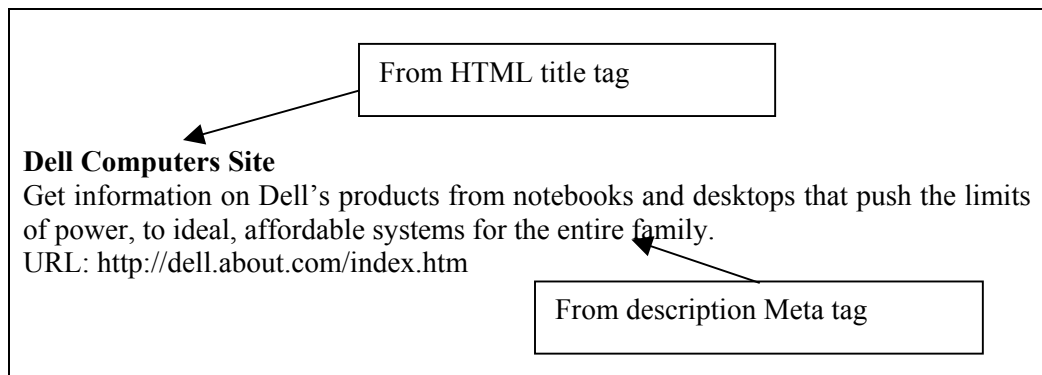 From HTML title tag
Dell Computers Site
Get information on Dell’s products from notebooks and desktops that push the limits
of power, to ideal, affordable systems for the entire family.
URL: http://dell.about.com/index.htm
From description Meta tag